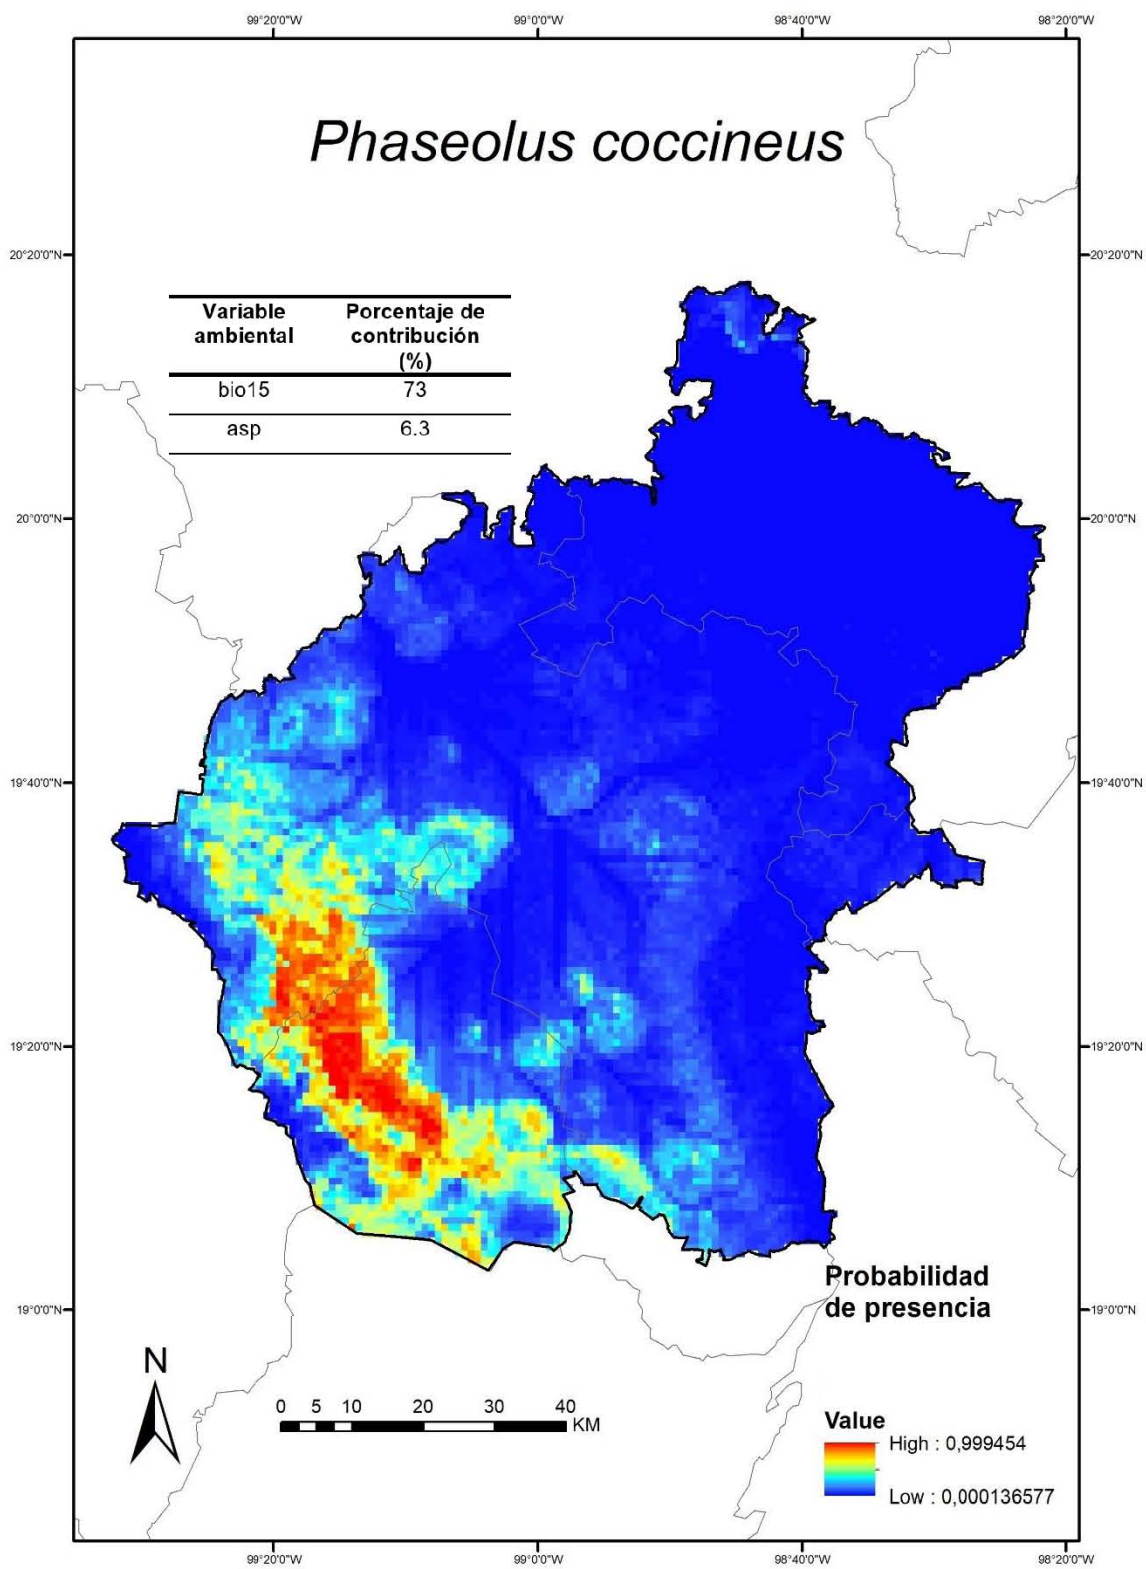 99°20'0"W 99°0'0"W 98°40'0"W 98°20'0"W
Phaseolus coccineus
20°20'0"N 20°20'0"N
Variable ambiental Porcentaje de contribución (%)
bio15 73
asp 6.3
20°0'0"N 20°0'0"N
19°40'0"N 19°40'0"N
19°20'0"N 19°20'0"N
Probabilidad
de presencia
19°0'0"N 19°0'0"N
N
0 5 10 20 30 40
KM
Value
High : 0,999454
Low : 0,000136577
99°20'0"W 99°0'0"W 98°40'0"W 98°20'0"W